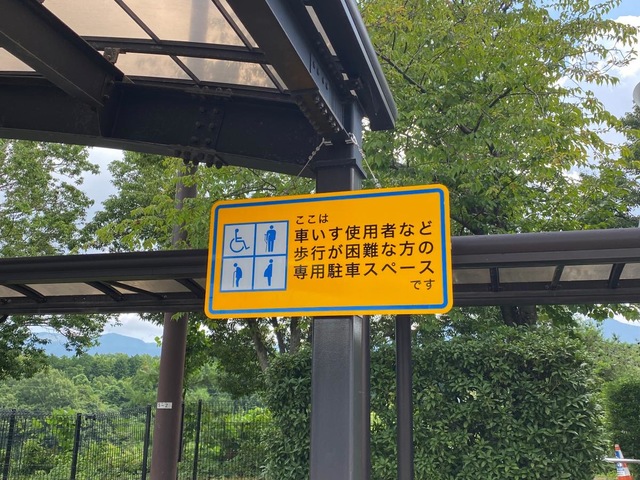 ここは
車いす使用者など
歩行が困難な方の
専用駐車スペース
です